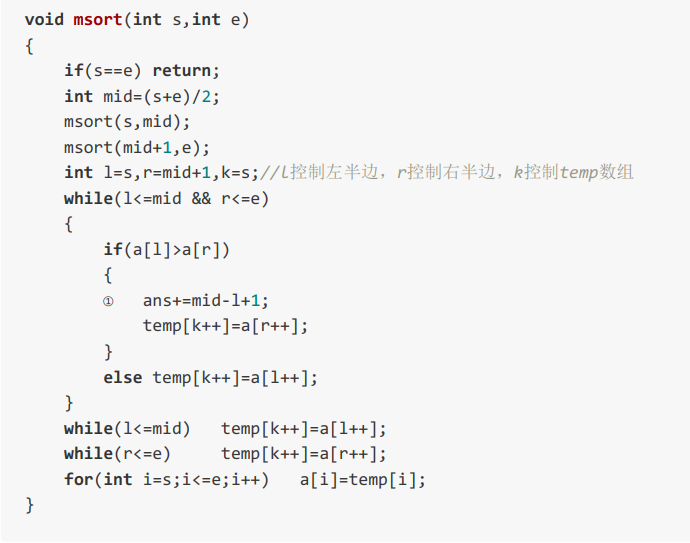 void msort(int s,int e)
{
    if(s==e) return;
    int mid=(s+e)/2;
    msort(s,mid);
    msort(mid+1,e);
    int l=s,r=mid+1,k=s;//l控制左半边，r控制右半边，k控制temp数组
    while(l<=mid && r<=e)
    {
        if(a[l]>a[r])
        {
        ①   ans+=mid-l+1;
            temp[k++]=a[r++];
        }
        else temp[k++]=a[l++];
    }
    while(l<=mid)   temp[k++]=a[l++];
    while(r<=e)     temp[k++]=a[r++];
    for(int i=s;i<=e;i++)   a[i]=temp[i];
}